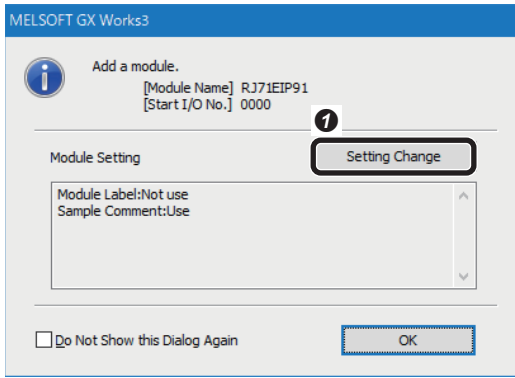 MELSOFT GX Works3
Add a module.
[Module Name] RJ71EIP91
[Start I/O No.] 0000
1
Module Setting
Setting Change
Module Label:Not use
Sample Comment:Use
Do Not Show this Dialog Again
OK